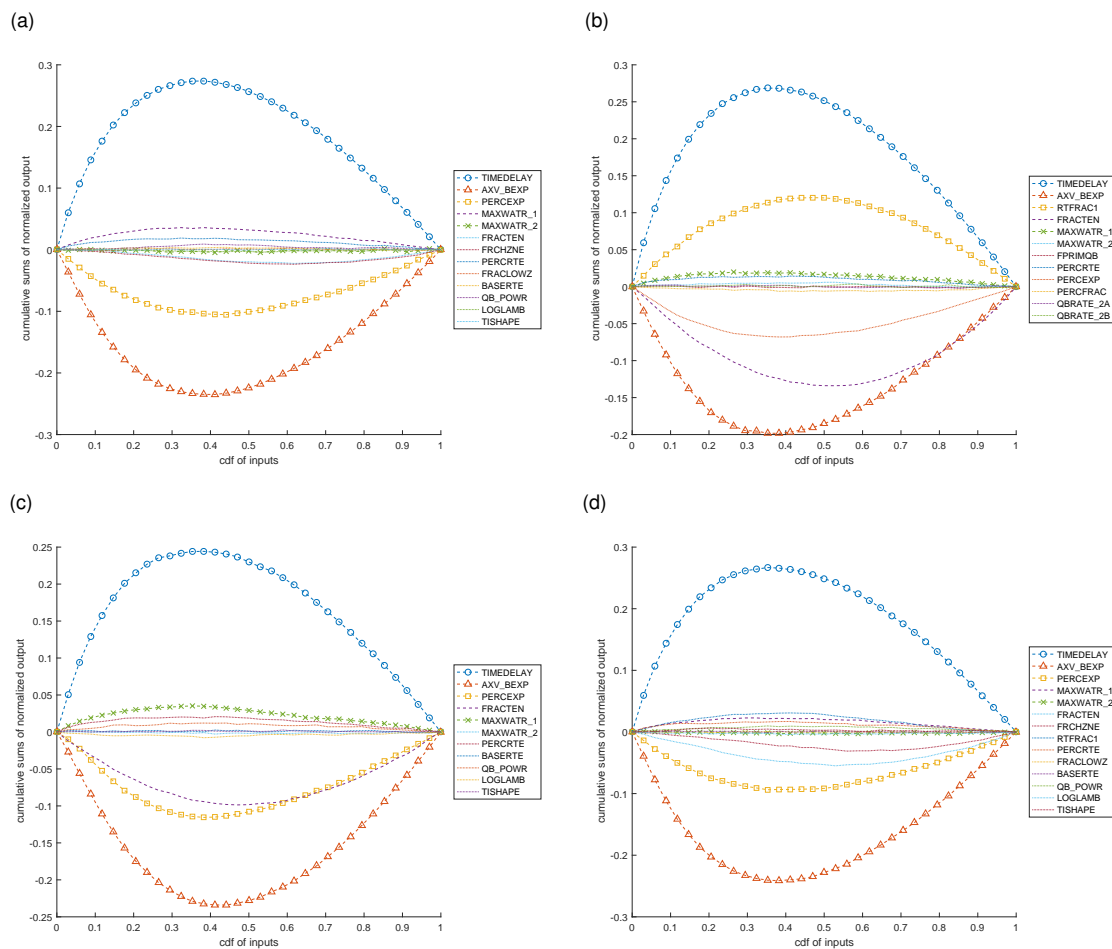 (a)
0.3
0.2
0.1
0
-0.1
-0.2
-0.3
0 0.1 0.2 0.3 0.4 0.5 0.6 0.7 0.8 0.9 1
cumulative sums of normalized output
cdf of inputs
TIMEDELAY
AXV_BEXP
PERCEXP
MAXWATR_1
MAXWATR_2
FRACTEN
PERCRTE
FRACLOWZ
FRCHZNE
BASERTE
QB_POWR
LOGLAMB
TISHAPE
(b)
0.3
0.25
0.2
0.15
0.1
0.05
0
-0.05
-0.1
-0.15
-0.2
0 0.1 0.2 0.3 0.4 0.5 0.6 0.7 0.8 0.9 1
cumulative sums of normalized output
cdf of inputs
TIMEDELAY
AXV_BEXP
RTFRAC1
FRACTEN
MAXWATR_1
MAXWATR_2
FPRIMQB
PERCRTE
PERCEXP
PERCFRAC
QBRATE_2A
QBRATE_2B
(c)
0.25
0.2
0.15
0.1
0.05
0
-0.05
-0.1
-0.15
-0.2
-0.25
0 0.1 0.2 0.3 0.4 0.5 0.6 0.7 0.8 0.9 1
cumulative sums of normalized output
cdf of inputs
TIMEDELAY
AXV_BEXP
PERCEXP
FRACTEN
MAXWATR_1
MAXWATR_2
PERCRTE
BASERTE
QB_POWR
LOGLAMB
TISHAPE
(d)
0.3
0.2
0.1
0
-0.1
-0.2
-0.3
0 0.1 0.2 0.3 0.4 0.5 0.6 0.7 0.8 0.9 1
cumulative sums of normalized output
cdf of inputs
TIMEDELAY
AXV_BEXP
PERCEXP
MAXWATR_1
MAXWATR_2
FRACTEN
FRCHZNE
RTFRAC1
PERCRTE
FRACLOWZ
BASERTE
QB_POWR
LOGLAMB
TISHAPE